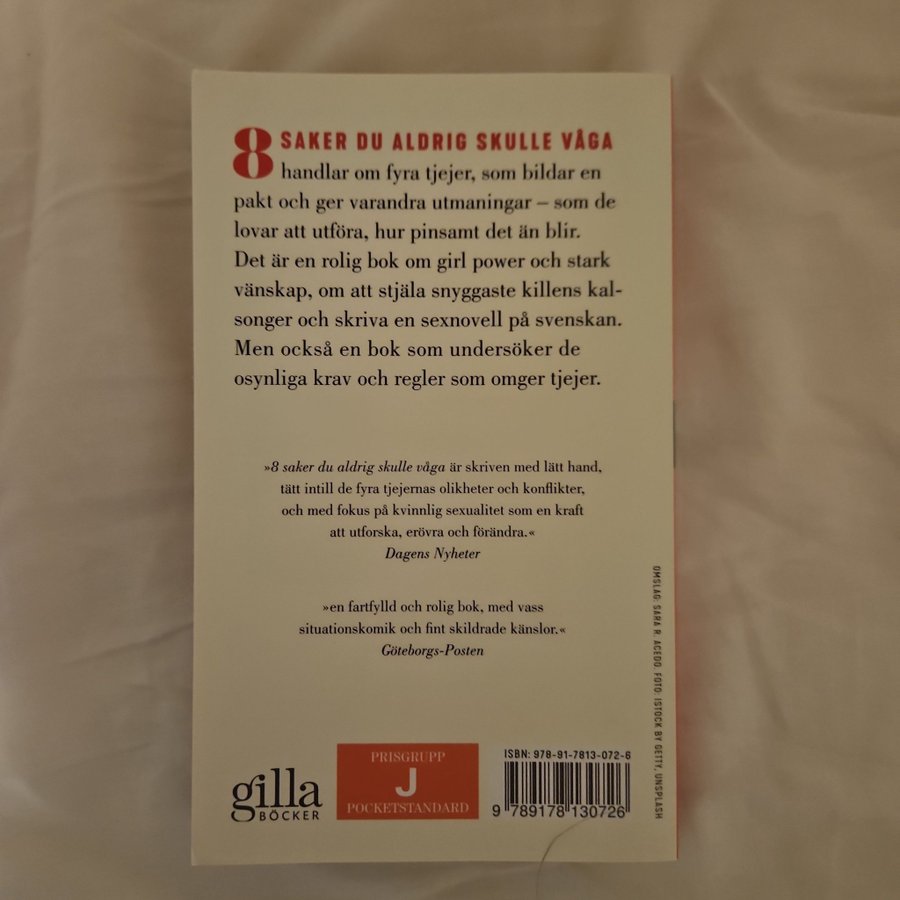 8 SAKER DU ALDRIG SKULLE VÅGA
handlar om fyra tjejer, som bildar en
pakt och ger varandra utmaningar – som de
lovar att utföra, hur pinsamt det än blir.
Det är en rolig bok om girl power och stark
vänskap, om att stjäla snyggaste killens kal-
songer och skriva en sexnovell på svenskan.
Men också en bok som undersöker de
osynliga krav och regler som omger tjejer.
»8 saker du aldrig skulle våga är skriven med lätt hand,
tätt intill de fyra tjejernas olikheter och konflikter,
och med fokus på kvinnlig sexualitet som en kraft
att utforska, erövra och förändra.«
Dagens Nyheter
»en fartfylld och rolig bok, med vass
situationskomik och fint skildrade känslor.«
Göteborgs-Posten
OMSLAG: SARA R. ACEDO. FOTO: ISTOCK BY GETTY, UNSPLASH
gilla
BÖCKER
PRISGRUPP
J
POCKETSTANDARD
ISBN: 978-91-7813-072-6
9 789178 130726